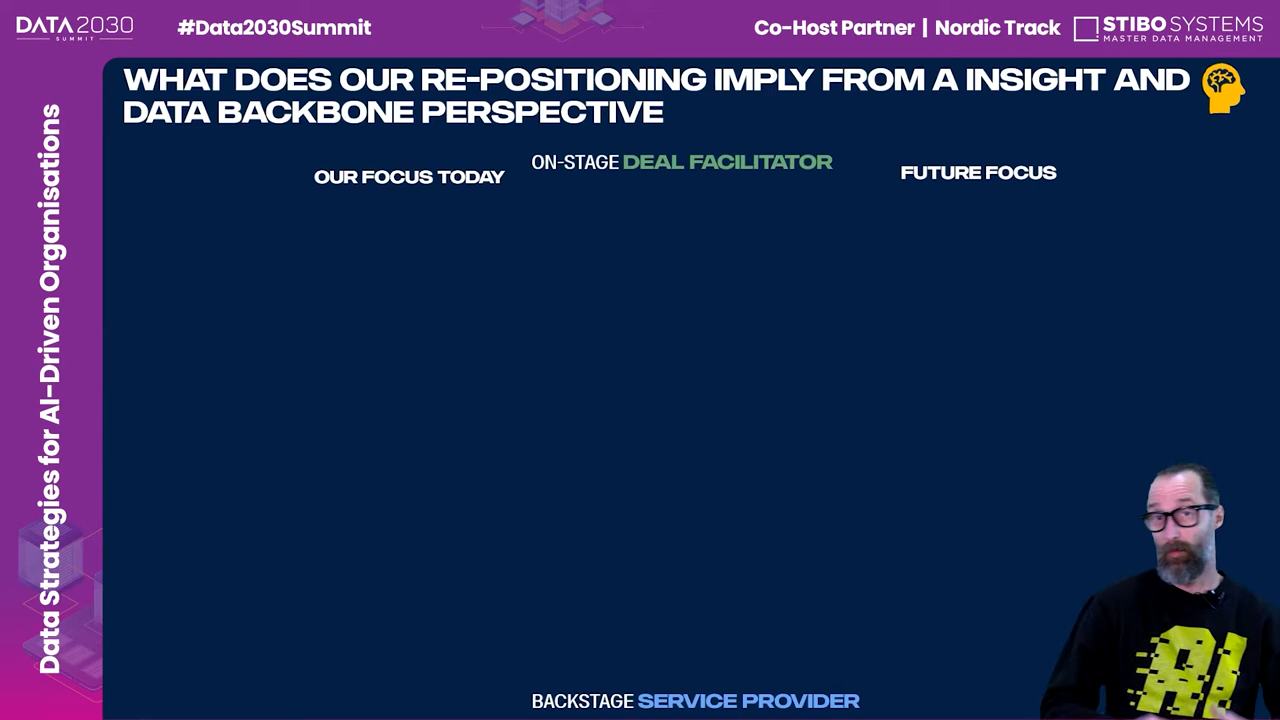 DATA2030
SUMMIT
#Data2030Summit
Co-Host Partner | Nordic Track
STIBO SYSTEMS
MASTER DATA MANAGEMENT
Data Strategies for AI-Driven Organisations
WHAT DOES OUR RE-POSITIONING IMPLY FROM A INSIGHT AND
DATA BACKBONE PERSPECTIVE
ON-STAGE DEAL FACILITATOR
OUR FOCUS TODAY
FUTURE FOCUS
AI
BACKSTAGE SERVICE PROVIDER